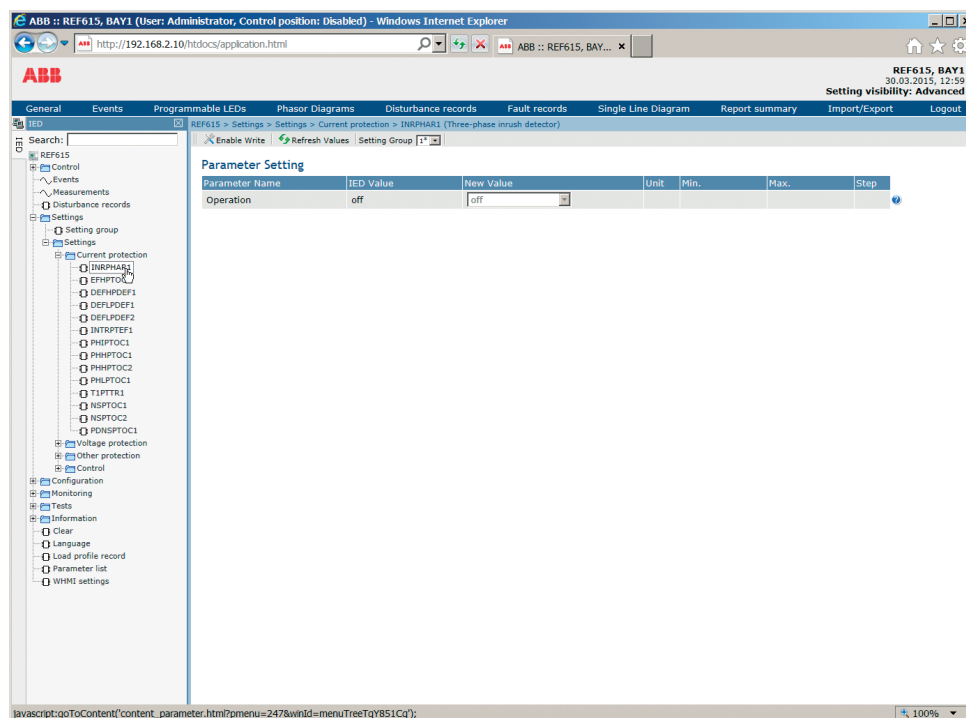 ABB :: REF615, BAY1 (User: Administrator, Control position: Disabled) - Windows Internet Explorer
http://192.168.2.10/htdocs/application.html
ABB :: REF615, BAY...
ABB
REF615, BAY1
30.03.2015, 12:59
Setting visibility: Advanced
General Events Programmable LEDs Phasor Diagrams Disturbance records Fault records Single Line Diagram Report summary Import/Export Logout
IED
REF615 > Settings > Settings > Current protection > INRPHAR1 (Three-phase inrush detector)
IED
Search:
Enable Write Refresh Values Setting Group 1*
REF615
Control
Events
Measurements
Disturbance records
Settings
Setting group
Settings
Current protection
INRPHAR1
EFHPTOC
DEFHPDEF1
DEFLPDEF1
DEFLPDEF2
INTRPTEF1
PHIPTOC1
PHHPTOC1
PHHPTOC2
PHLPTOC1
T1PTTR1
NSPTOC1
NSPTOC2
PDNSPTOC1
Voltage protection
Other protection
Control
Configuration
Monitoring
Tests
Information
Clear
Language
Load profile record
Parameter list
WHMI settings
Parameter Setting
Parameter Name IED Value New Value Unit Min. Max. Step
Operation off off
javascript:goToContent('content_parameter.html?pmenu=247&winId=menuTreeTqY851Cq');
100%